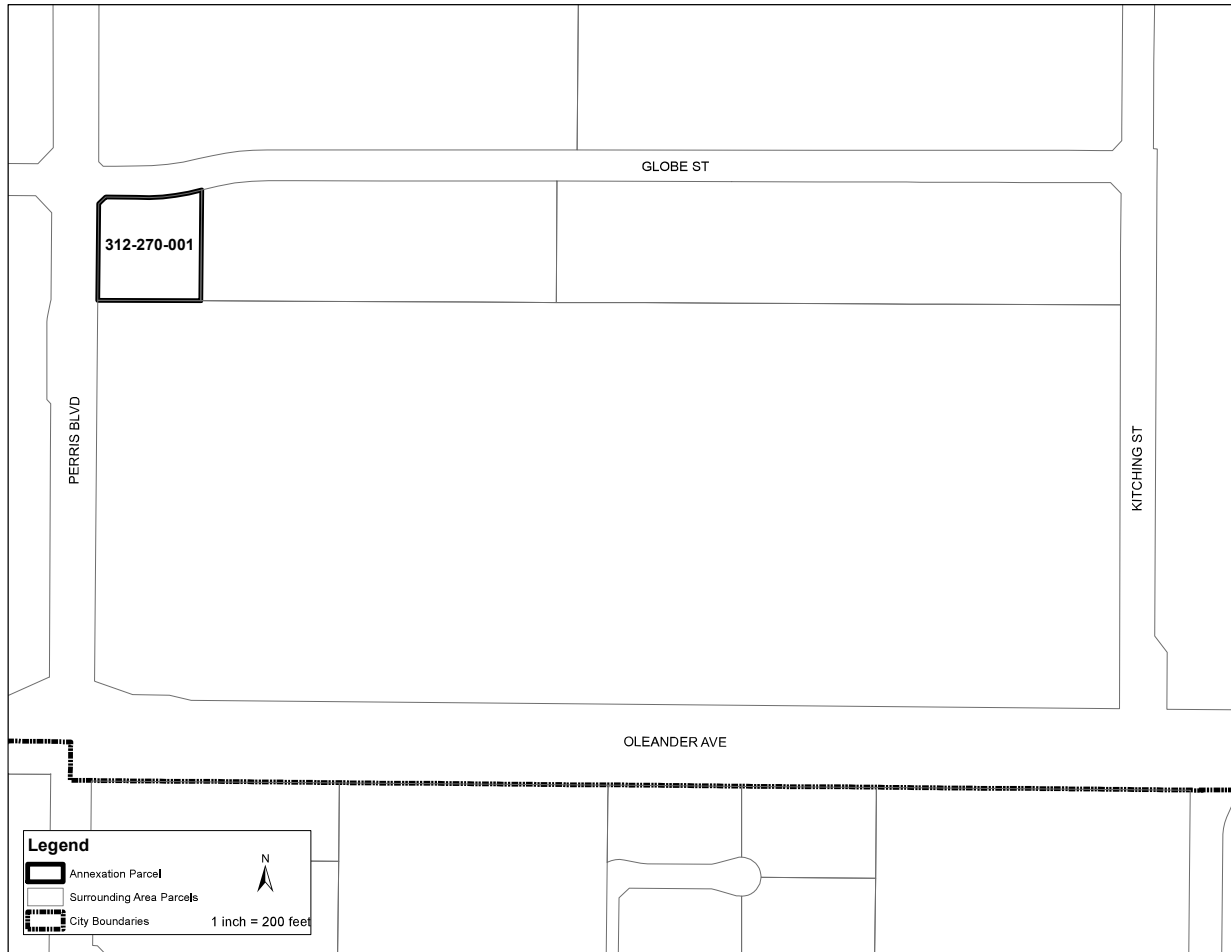 GLOBE ST
312-270-001
PERRIS BLVD
KITCHING ST
OLEANDER AVE
Legend
N
Annexation Parcel
Surrounding Area Parcels
City Boundaries
1 inch = 200 feet